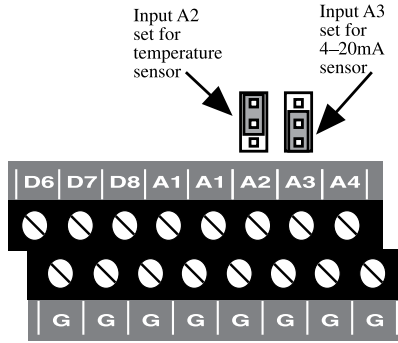 Input A2
set for
temperature
sensor
Input A3
set for
4–20mA
sensor
D6 D7 D8 A1 A1 A2 A3 A4
G G G G G G G G